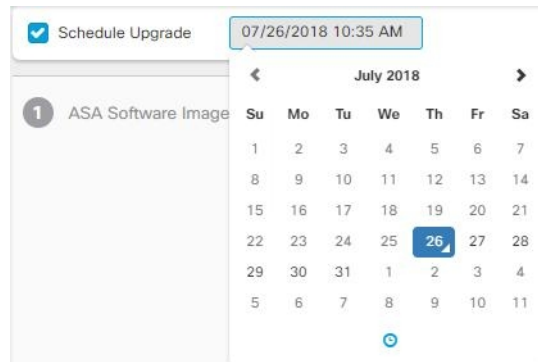 Schedule Upgrade 07/26/2018 10:35 AM
July 2018
1 ASA Software Image
Su Mo Tu We Th Fr Sa
1 2 3 4 5 6 7
8 9 10 11 12 13 14
15 16 17 18 19 20 21
22 23 24 25 26 27 28
29 30 31 1 2 3 4
5 6 7 8 9 10 11